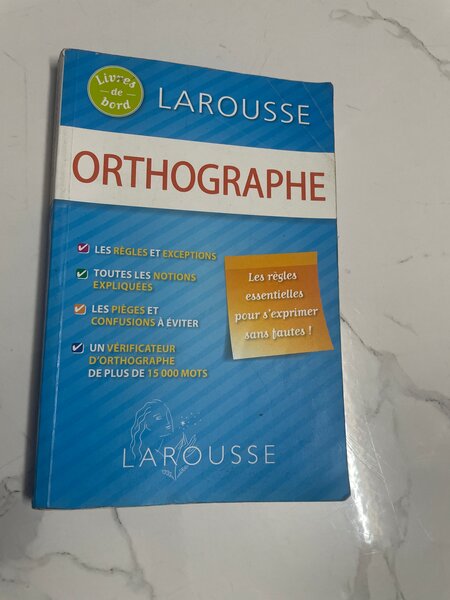 Livres
de
bord
LAROUSSE
ORTHOGRAPHE
LES RÈGLES ET EXCEPTIONS
TOUTES LES NOTIONS
EXPLIQUÉES
LES PIÈGES ET
CONFUSIONS À ÉVITER
UN VÉRIFICATEUR
D'ORTHOGRAPHE
DE PLUS DE 15 000 MOTS
Les règles
essentielles
pour s'exprimer
sans fautes !
LAROUSSE